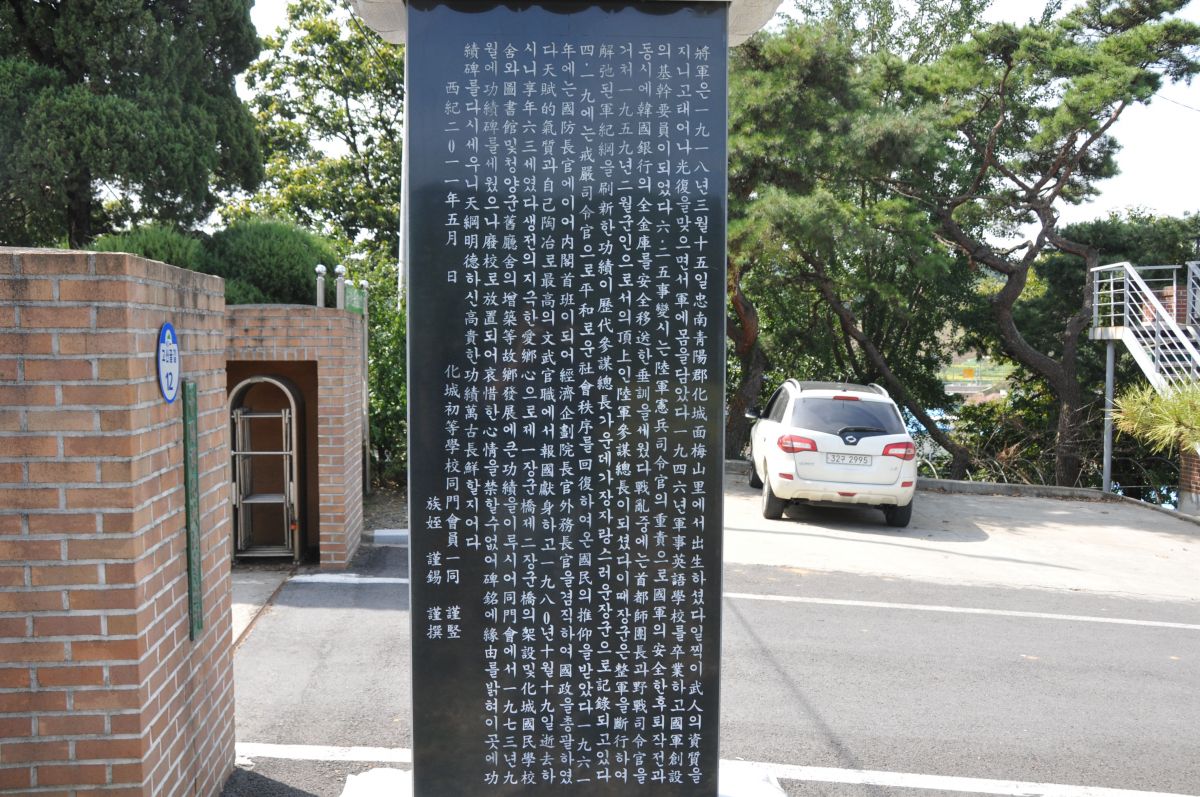 將軍은一九一八年三월十五일忠南靑陽郡化城面梅山里에서出生하셨다일찍이武人의資質을
지니고태어나光復을맞으면서軍에몸을담았다一九四六년軍事英語學校를卒業하고國軍創設
의基幹要員이되었다六·二五事變시는陸軍憲兵司令官의重責으로國軍의安全한후퇴작전과
동시에韓國銀行의全金庫를安全移送한垂訓을세웠다戰亂중에는首都師團長과野戰司令官을
거처一九五九년二월군인으로서의頂上인陸軍參謀總長이되셨다이때장군은整軍을斷行하여
解弛된軍紀綱을刷新한功績이歷代參謀總長가운데가장자랑스러운장군으로記錄되고있다
四·一九에는戒嚴司令官으로平和로운社會秩序를回復하여온國民의推仰을받았다一九六一
年에는國防長官에이어內閣首班이되어經濟企劃院長官外務長官을겸직하여國政을총괄하였
다天賦的氣質과自己陶冶로最高의文武官職에서報國獻身하고一九八0년十월十九일逝去하
시니享年六三세였다생전의지극한愛鄕心으로第一장군橋第二장군橋의架設및化城國民學校
舍와圖書館및청양군舊廳舍의增築等故鄕發展에큰功績을이루시어同門會에서一九七三년九
월에功績碑를세웠으나廢校로放置되어哀惜한心情을禁할수없어碑銘에緣由를밝혀이곳에功
績碑를다시세우니天綱明德하신高貴한功績萬古長鮮할지어다
西紀二0一一年五月 日 化城初等學校同門會員一同 謹竪
族姪 謹錫 謹撰
고산골길
12
32구 2995